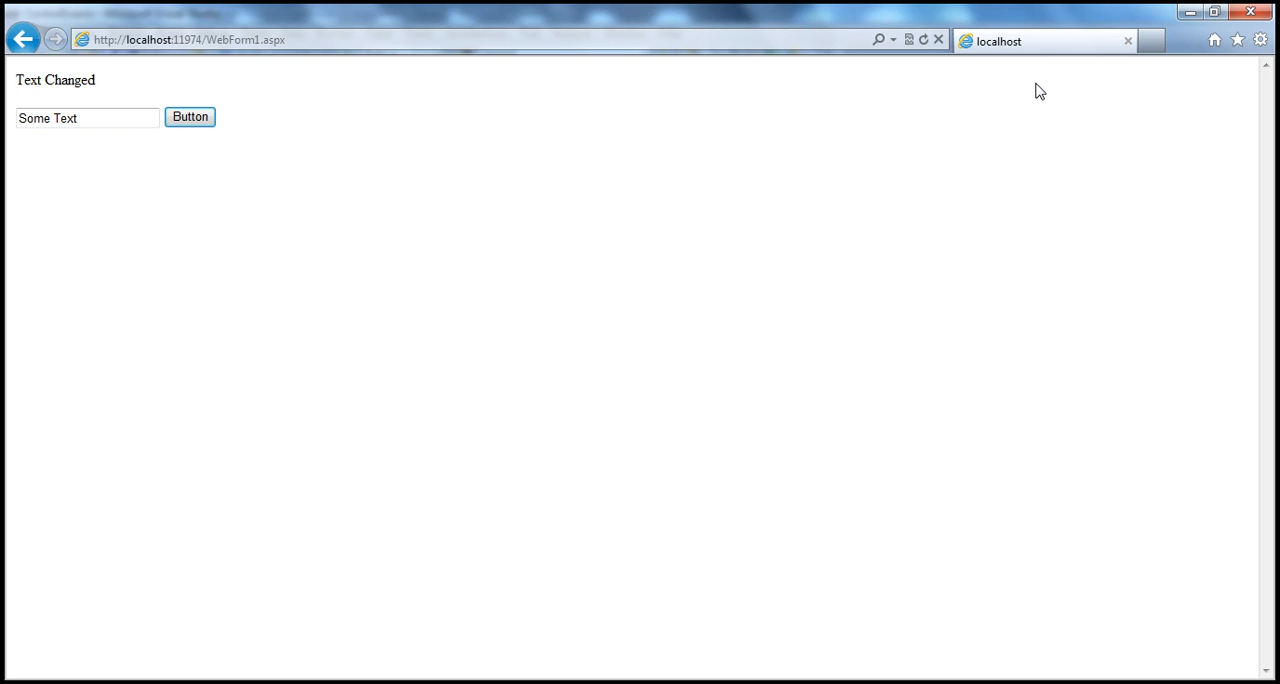 http://localhost:11974/WebForm1.aspx
localhost
Text Changed
Some Text
Button